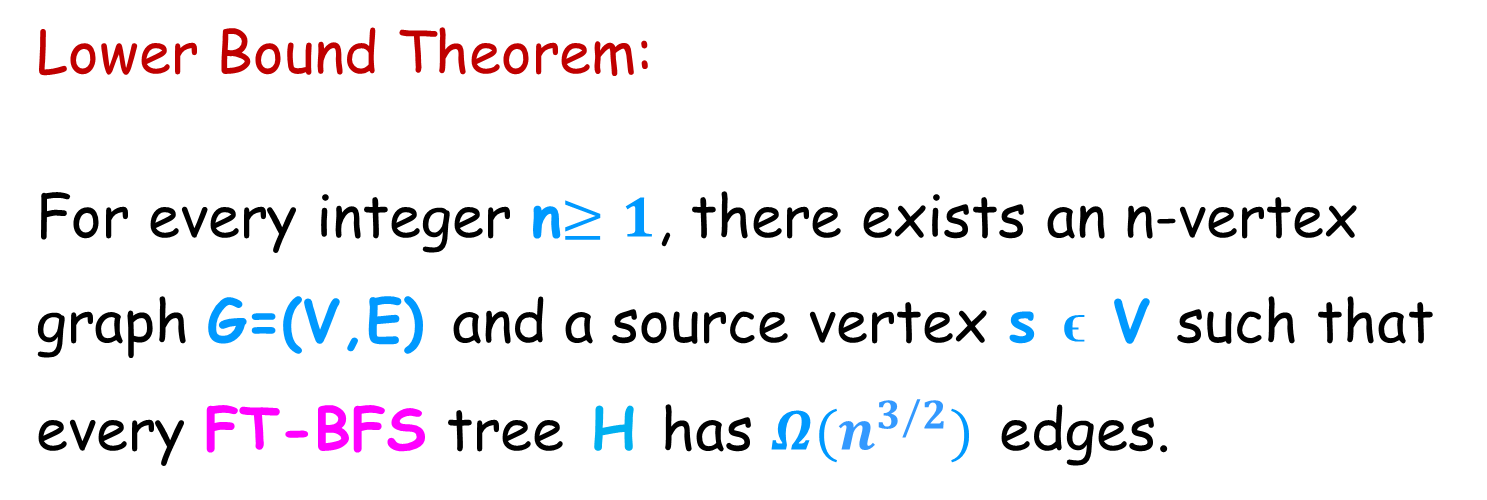 Lower Bound Theorem:
For every integer n≥ 1, there exists an n-vertex
graph G=(V,E) and a source vertex s ϵ V such that
every FT-BFS tree H has Ω(n^{3/2}) edges.